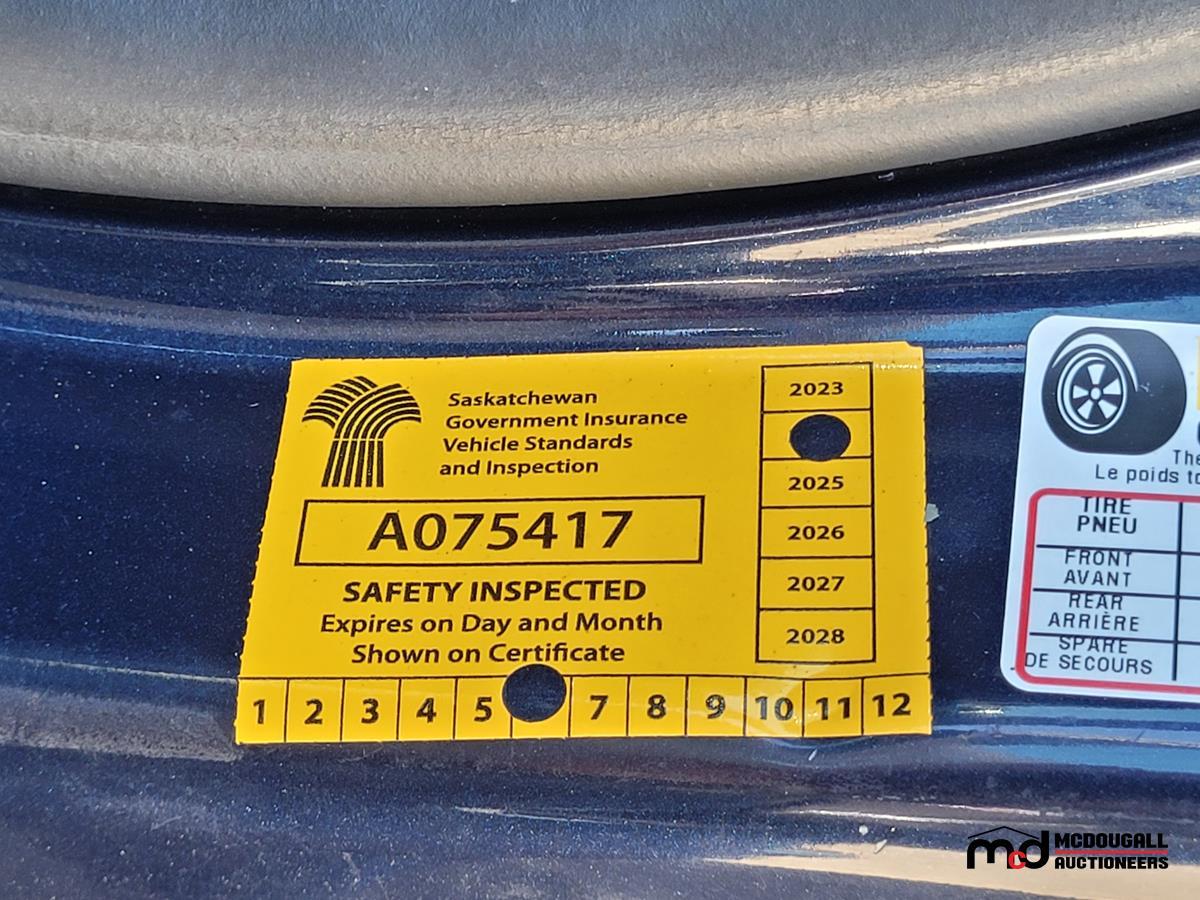 Saskatchewan
Government Insurance
Vehicle Standards
and Inspection
A075417
SAFETY INSPECTED
Expires on Day and Month
Shown on Certificate
2023
2025
2026
2027
2028
1 2 3 4 5 7 8 9 10 11 12
The
Le poids to
TIRE
PNEU
FRONT
AVANT
REAR
ARRIÈRE
SPARE
DE SECOURS
mcd MCDOUGALL
AUCTIONEERS